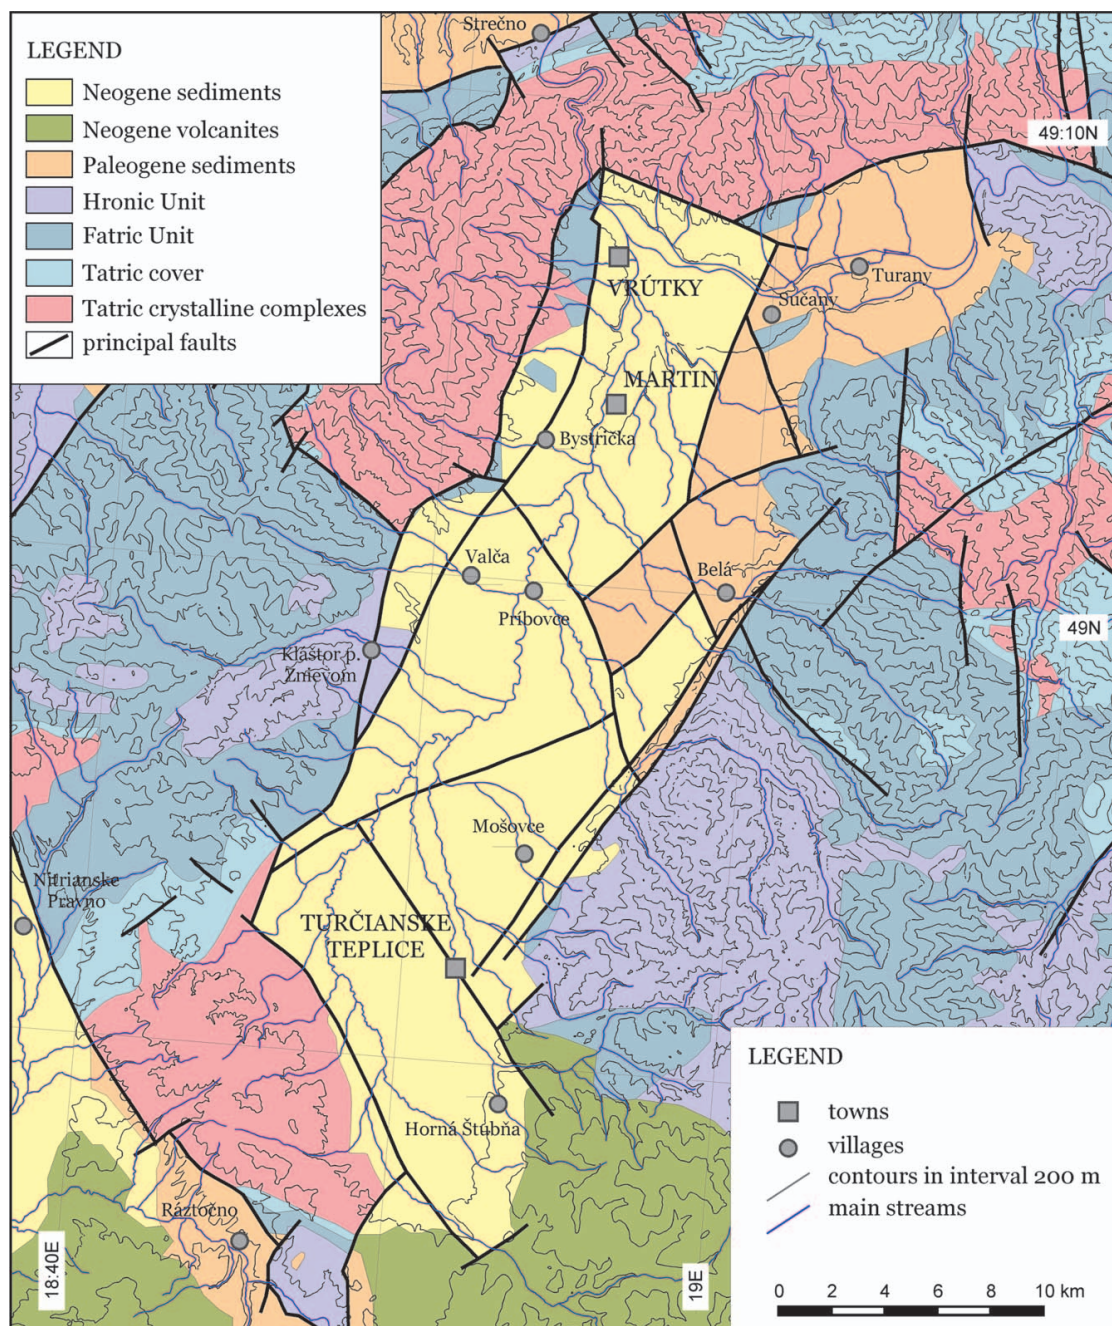 Strečno
LEGEND
Neogene sediments
Neogene volcanites
Paleogene sediments
Hronic Unit
Fatric Unit
Tatric cover
Tatric crystalline complexes
principal faults
49:10N
VRÚTKY
Turany
Sučany
MARTIN
Bystrička
Valča
Príbovce
Belá
49N
Kláštor p.
Znievom
Mošovce
Nitrianske
Pravno
TURČIANSKE
TEPLICE
Horná Štubňa
Ráztočno
18:40E
19E
LEGEND
towns
villages
contours in interval 200 m
main streams
0 2 4 6 8 10 km